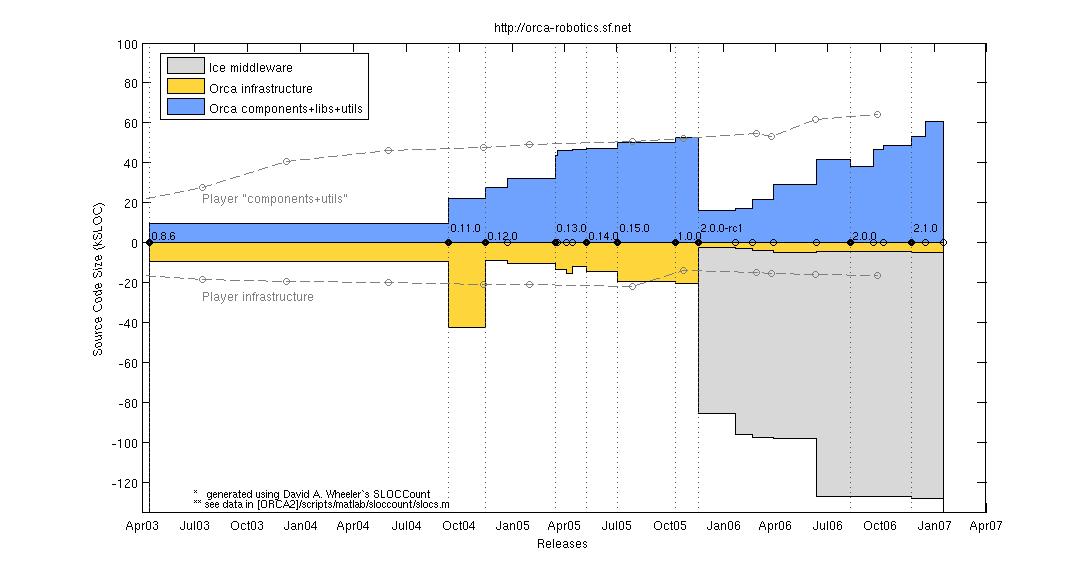 http://orca-robotics.sf.net
100
80
60
40
20
0
-20
-40
-60
-80
-100
-120
Source Code Size (kSLOC)
Ice middleware
Orca infrastructure
Orca components+libs+utils
Player "components+utils"
0.8.6
0.11.0
0.12.0
0.13.0
0.14.0
0.15.0
1.0.0
2.0.0-rc1
2.0.0
2.1.0
Player infrastructure
* generated using David A. Wheeler`s SLOCCount
** see data in [ORCA2]/scripts/matlab/sloccount/slocs.m
Apr03 Jul03 Oct03 Jan04 Apr04 Jul04 Oct04 Jan05 Apr05 Jul05 Oct05 Jan06 Apr06 Jul06 Oct06 Jan07 Apr07
Releases